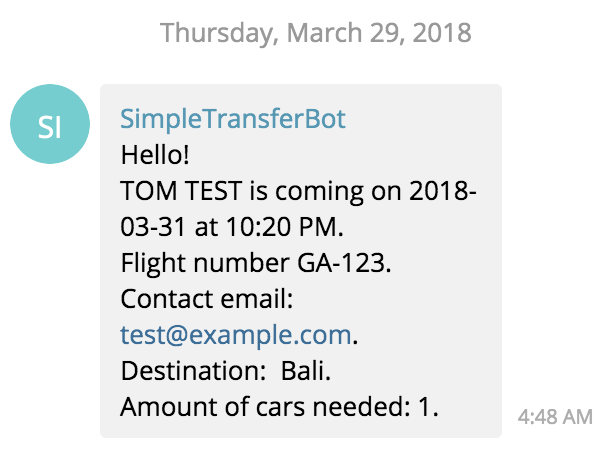 Thursday, March 29, 2018
SI
SimpleTransferBot
Hello!
TOM TEST is coming on 2018-
03-31 at 10:20 PM.
Flight number GA-123.
Contact email:
test@example.com.
Destination:  Bali.
Amount of cars needed: 1.
4:48 AM